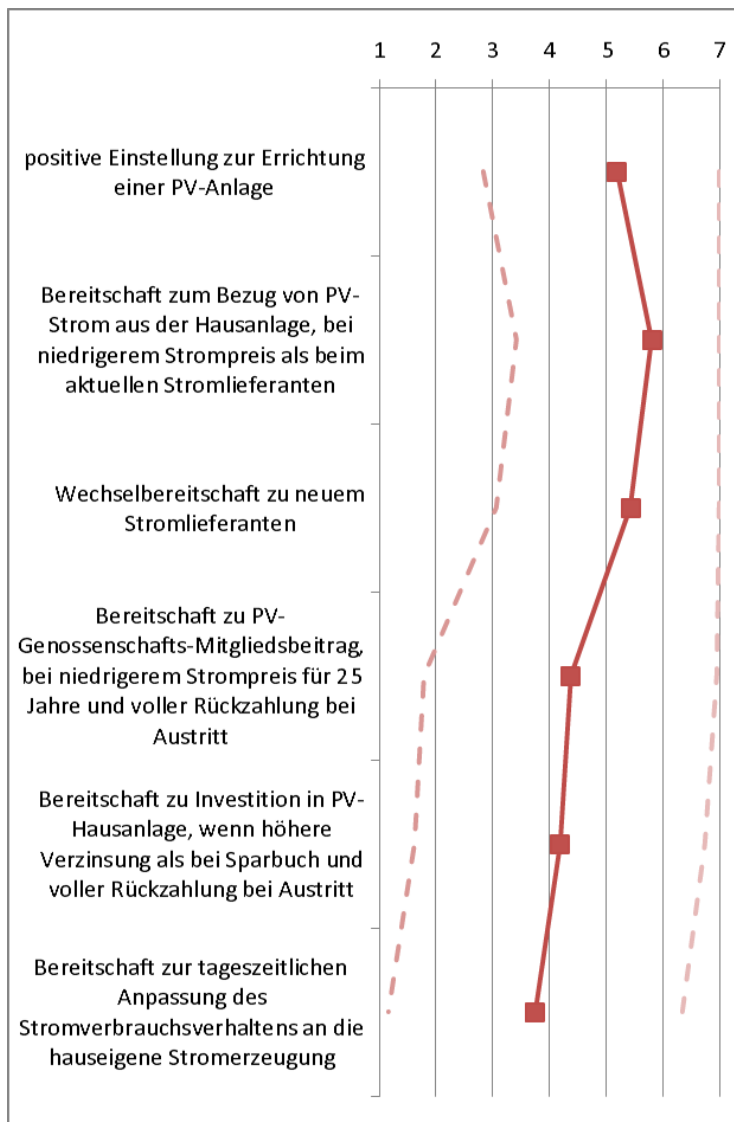 1 2 3 4 5 6 7
positive Einstellung zur Errichtung
einer PV-Anlage
Bereitschaft zum Bezug von PV-
Strom aus der Hausanlage, bei
niedrigerem Strompreis als beim
aktuellen Stromlieferanten
Wechselbereitschaft zu neuem
Stromlieferanten
Bereitschaft zu PV-
Genossenschafts-Mitgliedsbeitrag,
bei niedrigerem Strompreis für 25
Jahre und voller Rückzahlung bei
Austritt
Bereitschaft zu Investition in PV-
Hausanlage, wenn höhere
Verzinsung als bei Sparbuch und
voller Rückzahlung bei Austritt
Bereitschaft zur tageszeitlichen
Anpassung des
Stromverbrauchsverhaltens an die
hauseigene Stromerzeugung